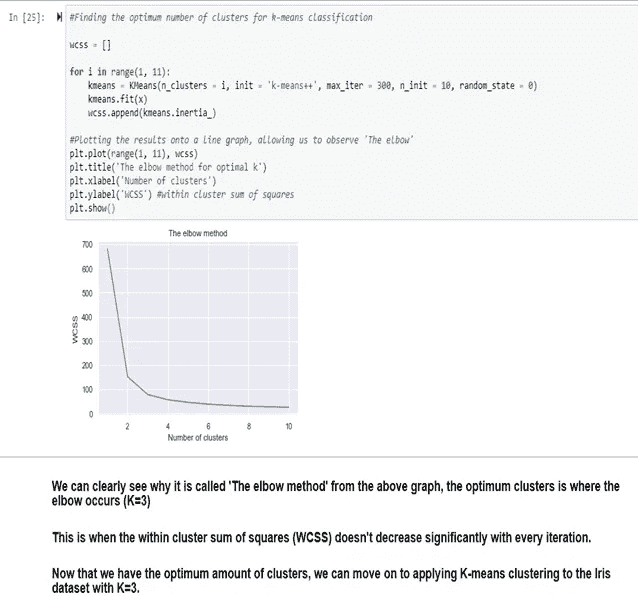 In [25]:
#Finding the optimum number of clusters for k-means classification
wcss = []
for i in range(1, 11):
kmeans = KMeans(n_clusters = i, init = 'k-means++', max_iter = 300, n_init = 10, random_state = 0)
kmeans.fit(x)
wcss.append(kmeans.inertia_)
#Plotting the results onto a line graph, allowing us to observe 'The elbow'
plt.plot(range(1, 11), wcss)
plt.title('The elbow method for optimal k')
plt.xlabel('Number of clusters')
plt.ylabel('WCSS') #within cluster sum of squares
plt.show()
The elbow method
700
600
500
400
300
200
100
0
WCSS
2 4 6 8 10
Number of clusters
We can clearly see why it is called 'The elbow method' from the above graph, the optimum clusters is where the
elbow occurs (K=3)
This is when the within cluster sum of squares (WCSS) doesn't decrease significantly with every iteration.
Now that we have the optimum amount of clusters, we can move on to applying K-means clustering to the Iris
dataset with K=3.